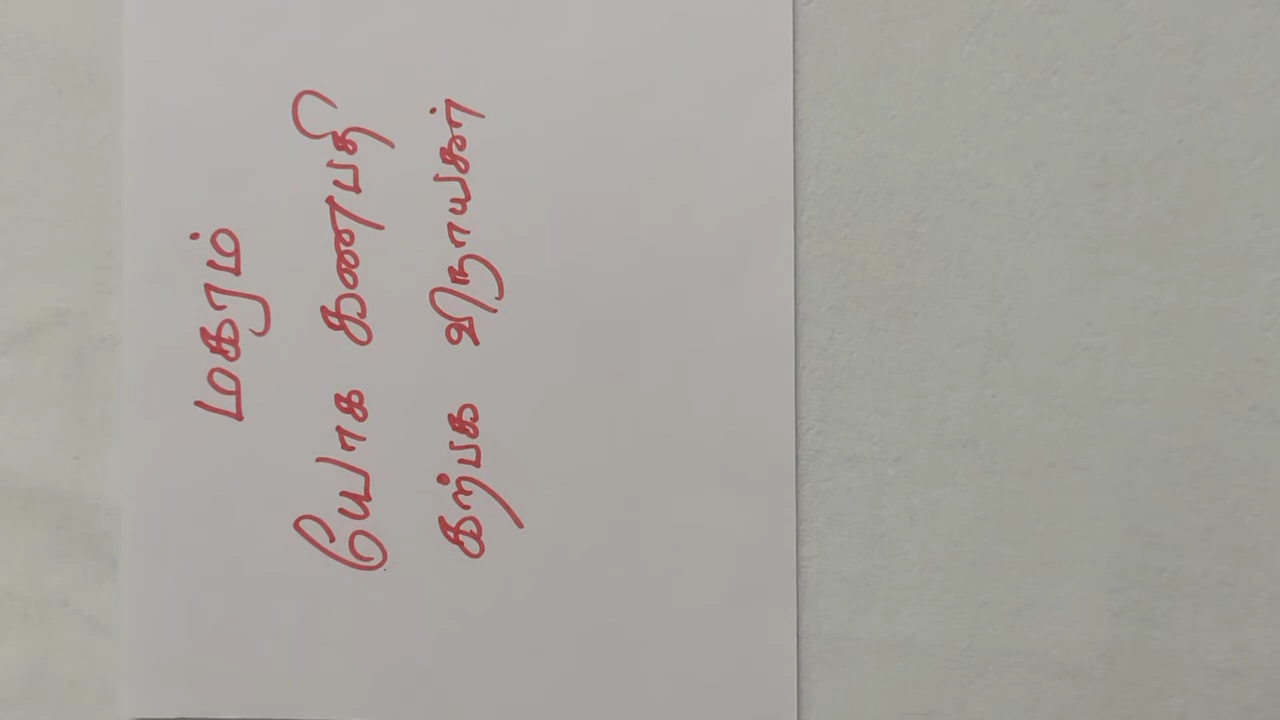 மகரம்
யோக கணபதி
கற்பக விநாயகர்